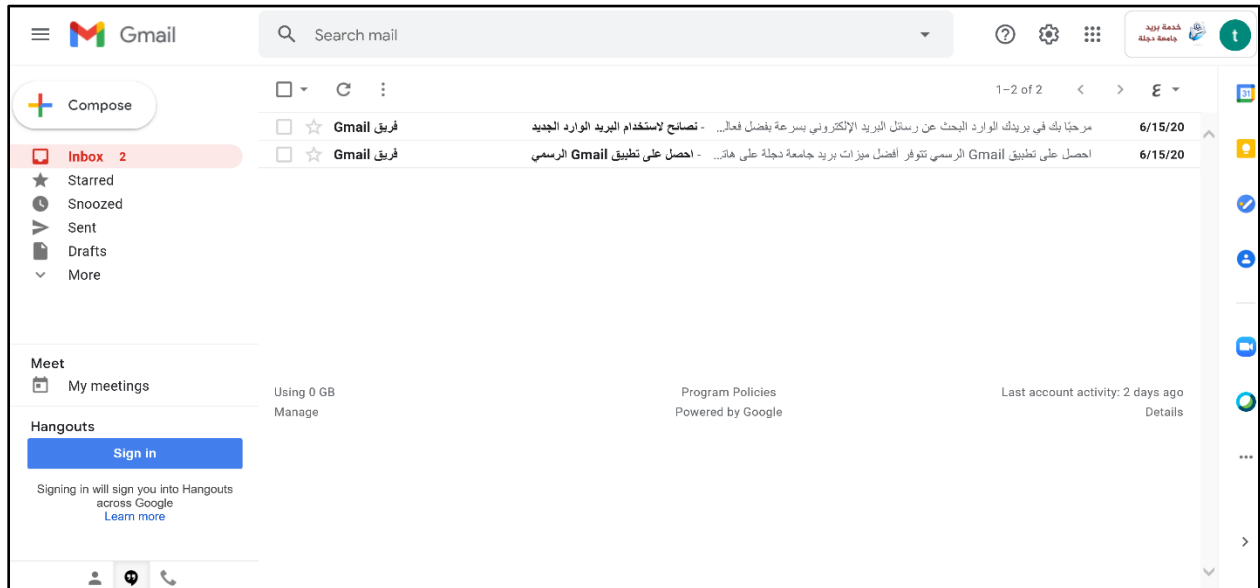 Gmail
Search mail
خدمة بريد
جامعة دجلة
t
Compose
1–2 of 2
ع
31
Inbox 2
Starred
Snoozed
Sent
Drafts
More
فريق Gmail
نصائح لاستخدام البريد الوارد الجديد - مرحبًا بك في بريدك الوارد البحث عن رسائل البريد الإلكتروني بسرعة بفضل فعالـ...
6/15/20
فريق Gmail
احصل على تطبيق Gmail الرسمي - احصل على تطبيق Gmail الرسمي تتوفر أفضل ميزات بريد جامعة دجلة على هاتـ...
6/15/20
Meet
My meetings
Hangouts
Sign in
Signing in will sign you into Hangouts
across Google
Learn more
Using 0 GB
Manage
Program Policies
Powered by Google
Last account activity: 2 days ago
Details